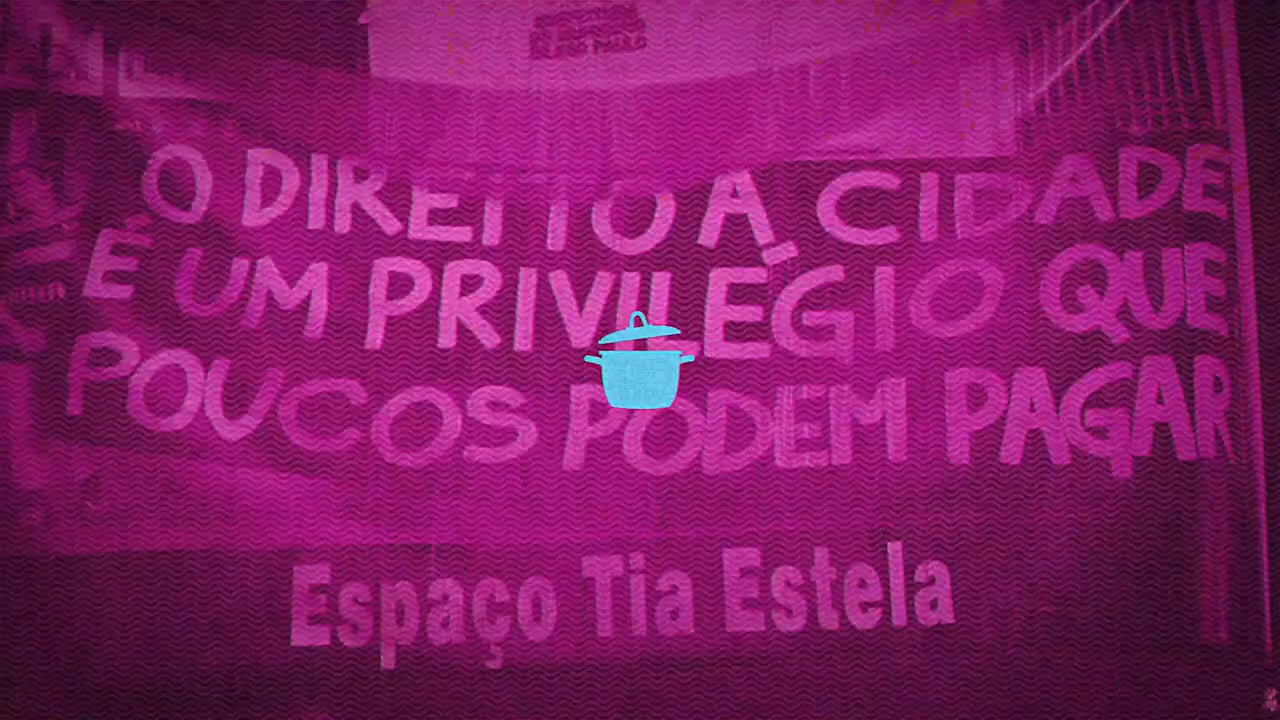 O DIREITO À CIDADE
É UM PRIVILÉGIO QUE
POUCOS PODEM PAGAR
Espaço Tia Estela